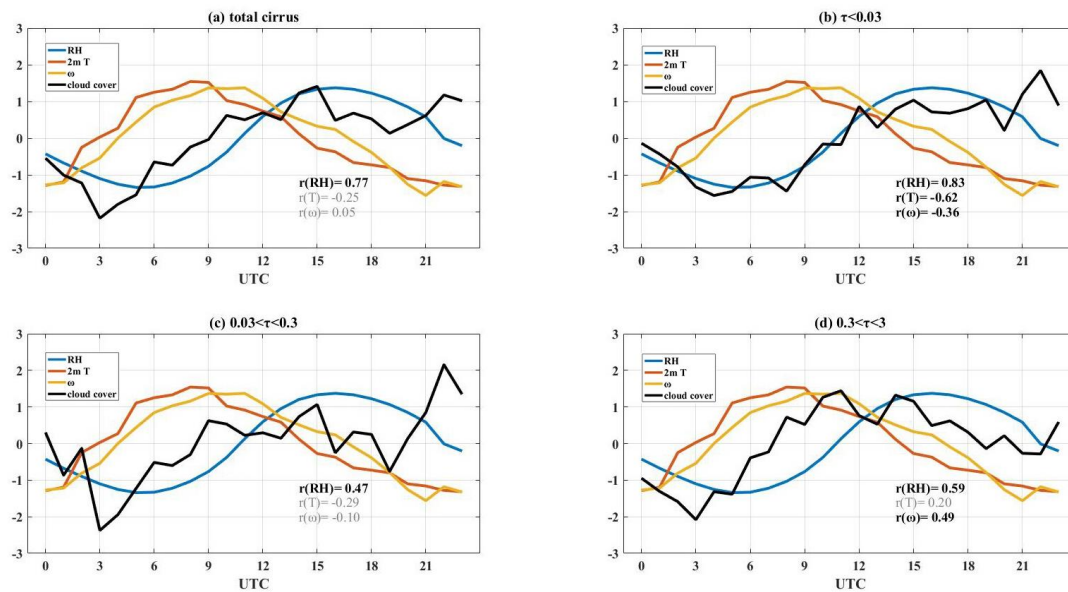 (a) total cirrus
3
2
1
0
-1
-2
-3
RH
2m T
ω
cloud cover
r(RH)= 0.77
r(T)= -0.25
r(ω)= 0.05
0 3 6 9 12 15 18 21
UTC
(b) τ<0.03
3
2
1
0
-1
-2
-3
RH
2m T
ω
cloud cover
r(RH)= 0.83
r(T)= -0.62
r(ω)= -0.36
0 3 6 9 12 15 18 21
UTC
(c) 0.03<τ<0.3
3
2
1
0
-1
-2
-3
RH
2m T
ω
cloud cover
r(RH)= 0.47
r(T)= -0.29
r(ω)= -0.10
0 3 6 9 12 15 18 21
UTC
(d) 0.3<τ<3
3
2
1
0
-1
-2
-3
RH
2m T
ω
cloud cover
r(RH)= 0.59
r(T)= 0.20
r(ω)= 0.49
0 3 6 9 12 15 18 21
UTC